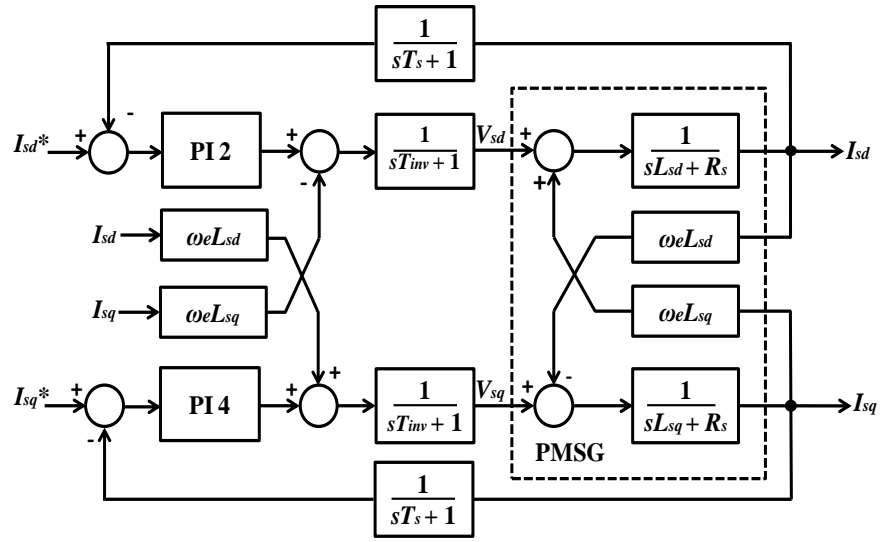 1
sTs + 1
-
Isd* + PI 2 + 1 Vsd + 1 Isd
sTinv + 1 sLsd + Rs
- +
Isd ωeLsd ωeLsd
Isq ωeLsq ωeLsq
+ -
Isq* + PI 4 + 1 Vsq + 1 Isq
sTinv + 1 sLsq + Rs
-
PMSG
1
sTs + 1